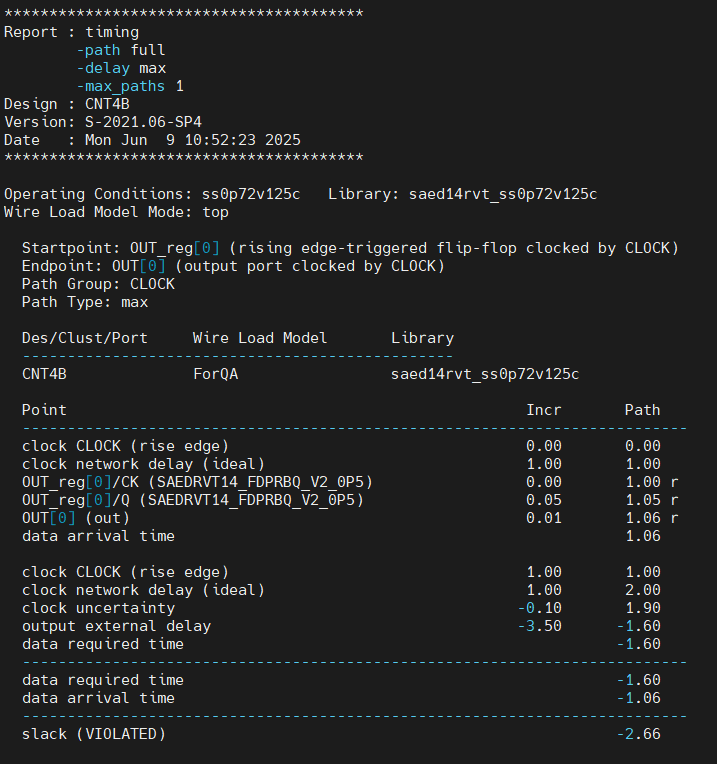 ****************************************
Report : timing
        -path full
        -delay max
        -max_paths 1
Design : CNT4B
Version: S-2021.06-SP4
Date   : Mon Jun  9 10:52:23 2025
****************************************

Operating Conditions: ss0p72v125c   Library: saed14rvt_ss0p72v125c
Wire Load Model Mode: top

  Startpoint: OUT_reg[0] (rising edge-triggered flip-flop clocked by CLOCK)
  Endpoint: OUT[0] (output port clocked by CLOCK)
  Path Group: CLOCK
  Path Type: max

  Des/Clust/Port     Wire Load Model       Library
  ------------------------------------------------
  CNT4B              ForQA                 saed14rvt_ss0p72v125c

  Point                                                   Incr       Path
  --------------------------------------------------------------------------
  clock CLOCK (rise edge)                                 0.00       0.00
  clock network delay (ideal)                             1.00       1.00
  OUT_reg[0]/CK (SAEDRVT14_FDPRBQ_V2_0P5)                 0.00       1.00 r
  OUT_reg[0]/Q (SAEDRVT14_FDPRBQ_V2_0P5)                  0.05       1.05 r
  OUT[0] (out)                                            0.01       1.06 r
  data arrival time                                                  1.06

  clock CLOCK (rise edge)                                 1.00       1.00
  clock network delay (ideal)                             1.00       2.00
  clock uncertainty                                      -0.10       1.90
  output external delay                                  -3.50      -1.60
  data required time                                                -1.60
  --------------------------------------------------------------------------
  data required time                                                -1.60
  data arrival time                                                 -1.06
  --------------------------------------------------------------------------
  slack (VIOLATED)                                                  -2.66